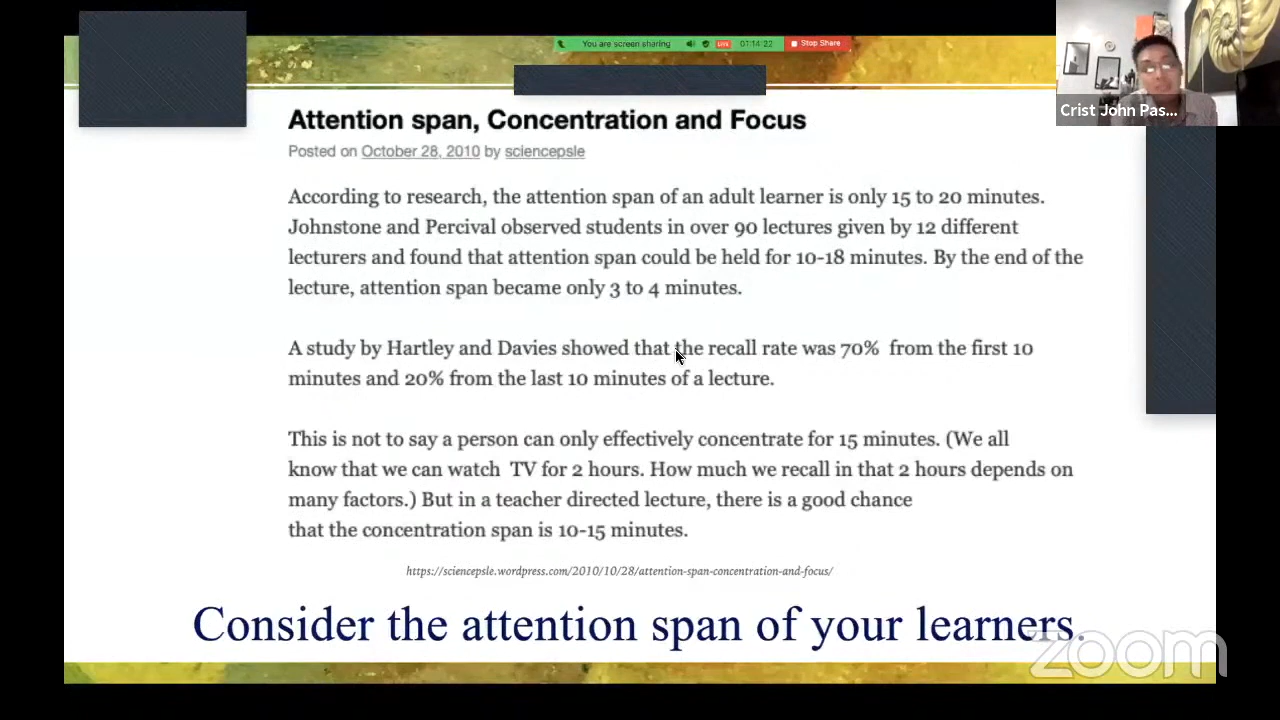 You are screen sharing LIVE 01:14:22 Stop Share
Crist John Pas...
Attention span, Concentration and Focus
Posted on October 28, 2010 by sciencepsle
According to research, the attention span of an adult learner is only 15 to 20 minutes.
Johnstone and Percival observed students in over 90 lectures given by 12 different
lecturers and found that attention span could be held for 10-18 minutes. By the end of the
lecture, attention span became only 3 to 4 minutes.
A study by Hartley and Davies showed that the recall rate was 70% from the first 10
minutes and 20% from the last 10 minutes of a lecture.
This is not to say a person can only effectively concentrate for 15 minutes. (We all
know that we can watch TV for 2 hours. How much we recall in that 2 hours depends on
many factors.) But in a teacher directed lecture, there is a good chance
that the concentration span is 10-15 minutes.
https://sciencepsle.wordpress.com/2010/10/28/attention-span-concentration-and-focus/
Consider the attention span of your learners.
zoom